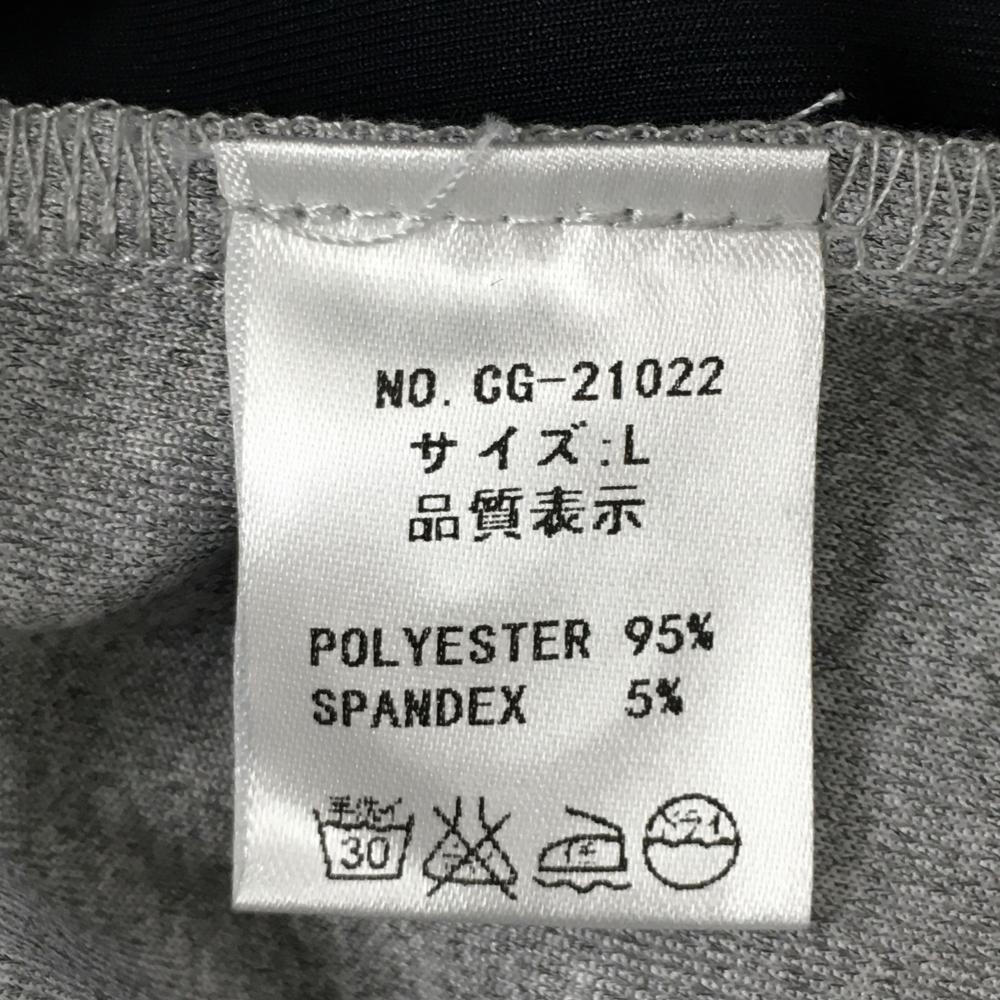 NO. CG-21022
サイズ:L
品質表示
POLYESTER 95%
SPANDEX 5%
手洗イ
30
ドライ